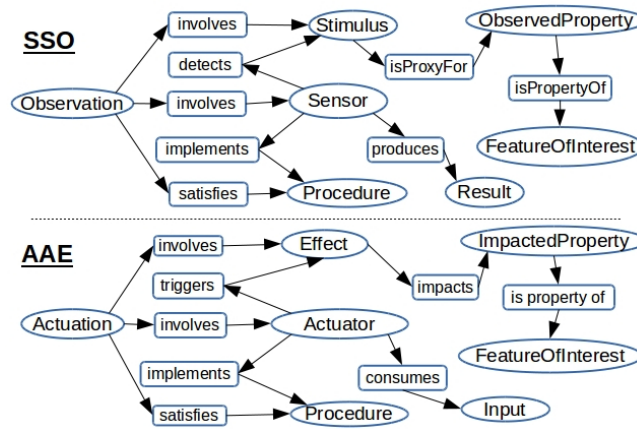 SSO
involves
Stimulus
ObservedProperty
detects
isProxyFor
Observation
involves
Sensor
isPropertyOf
implements
produces
FeatureOfInterest
satisfies
Procedure
Result
AAE
involves
Effect
ImpactedProperty
triggers
impacts
is property of
Actuation
involves
Actuator
FeatureOfInterest
implements
consumes
satisfies
Procedure
Input